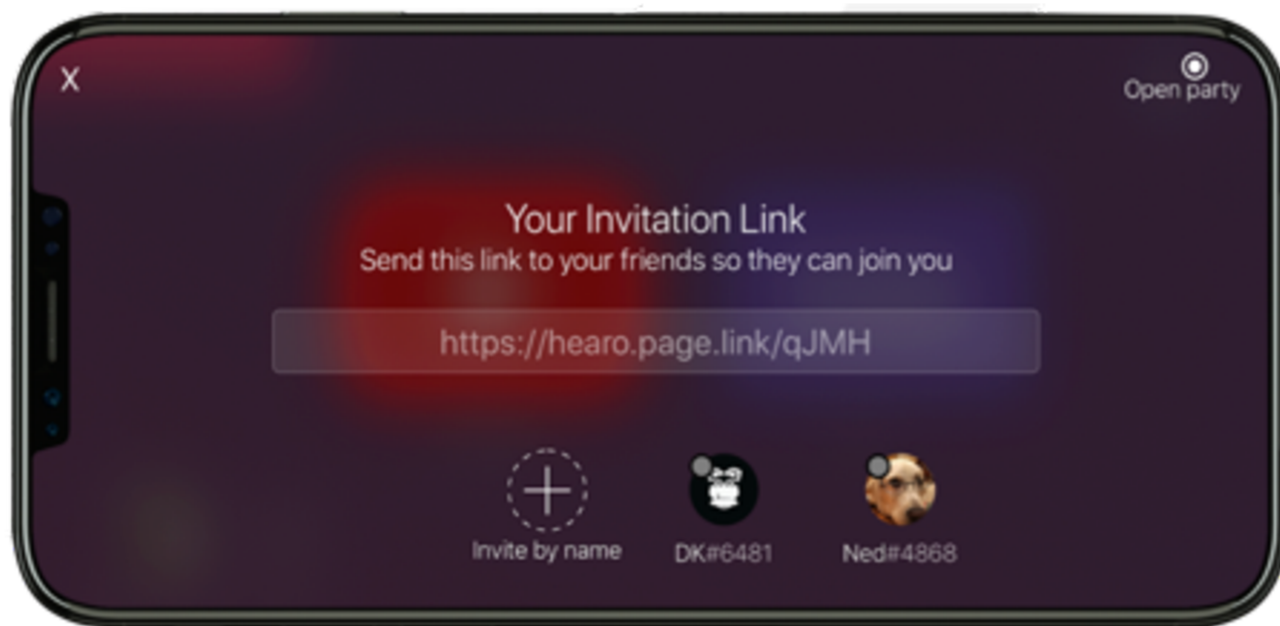 X
Open party
Your Invitation Link
Send this link to your friends so they can join you
https://hearo.page.link/qJMH
Invite by name
DK#6481
Ned#4868